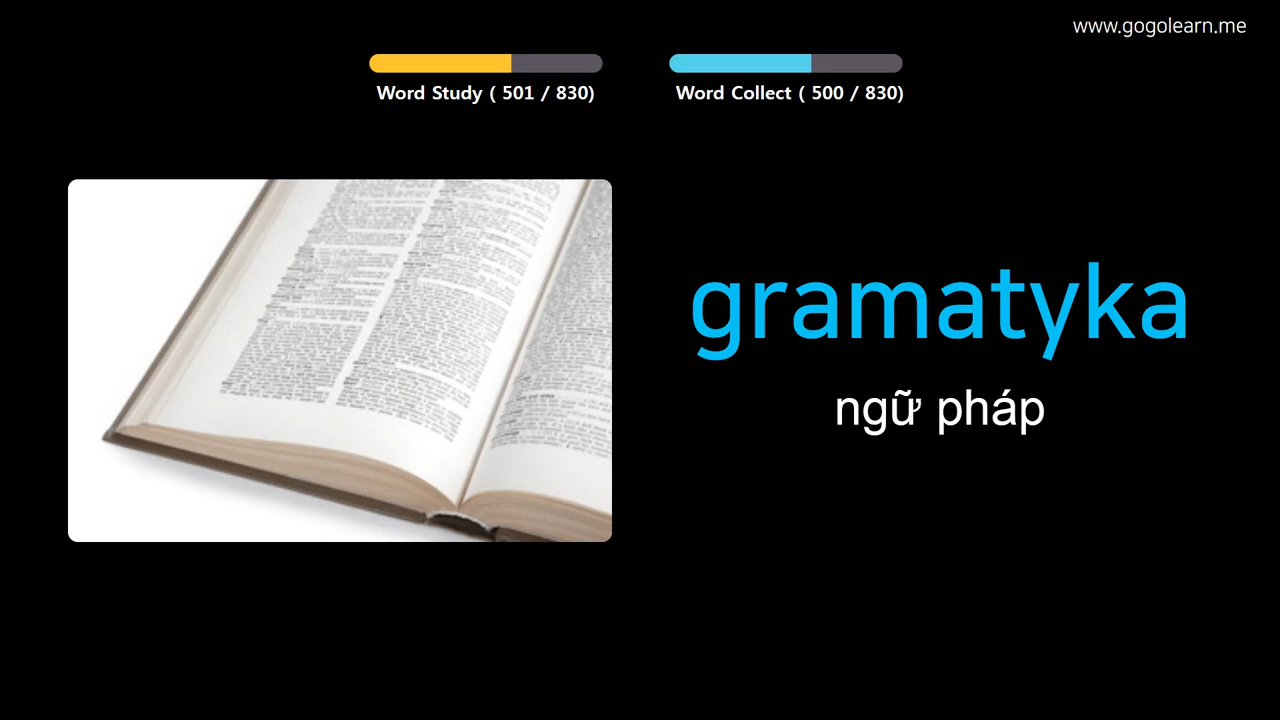 www.gogolearn.me
Word Study ( 501 / 830)
Word Collect ( 500 / 830)
gramatyka
ngữ pháp